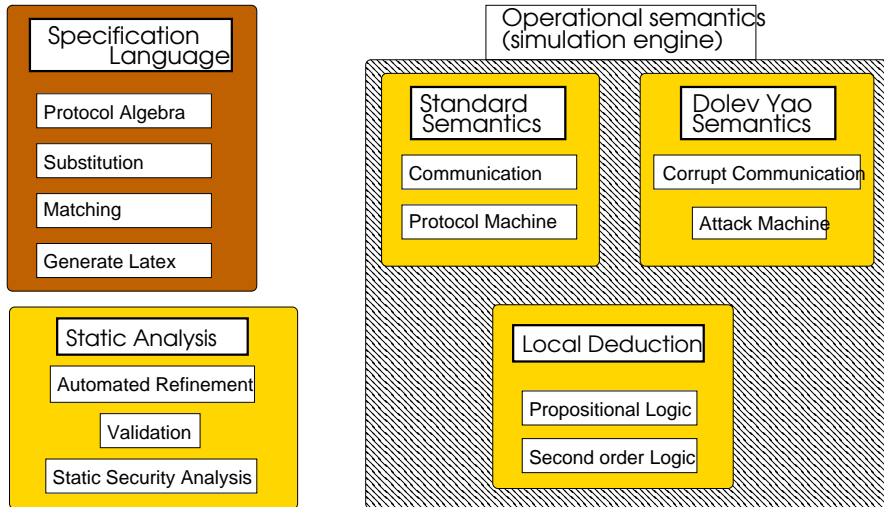 Specification
Language
Protocol Algebra
Substitution
Matching
Generate Latex
Static Analysis
Automated Refinement
Validation
Static Security Analysis
Operational semantics
(simulation engine)
Standard
Semantics
Communication
Protocol Machine
Dolev Yao
Semantics
Corrupt Communication
Attack Machine
Local Deduction
Propositional Logic
Second order Logic